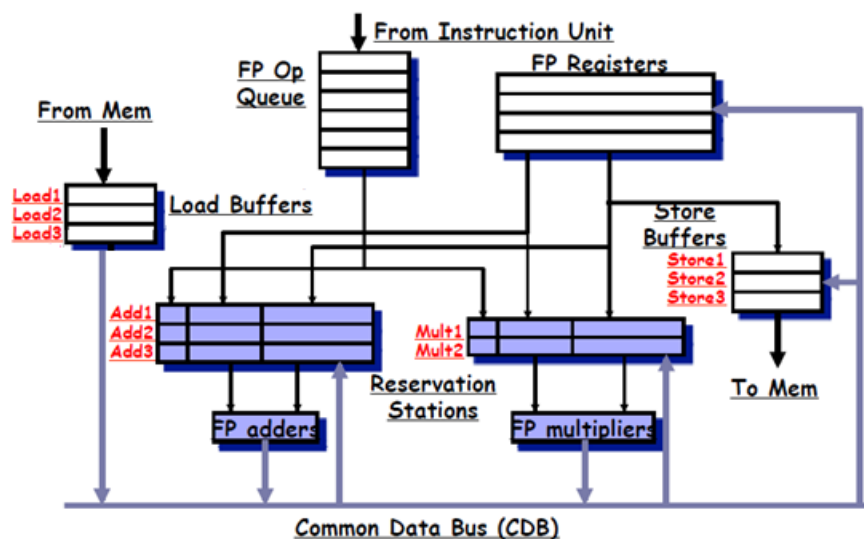 From Instruction Unit
FP Op
Queue
FP Registers
From Mem
Load1
Load2
Load3
Load Buffers
Store
Buffers
Store1
Store2
Store3
Add1
Add2
Add3
Mult1
Mult2
Reservation
Stations
To Mem
FP adders
FP multipliers
Common Data Bus (CDB)